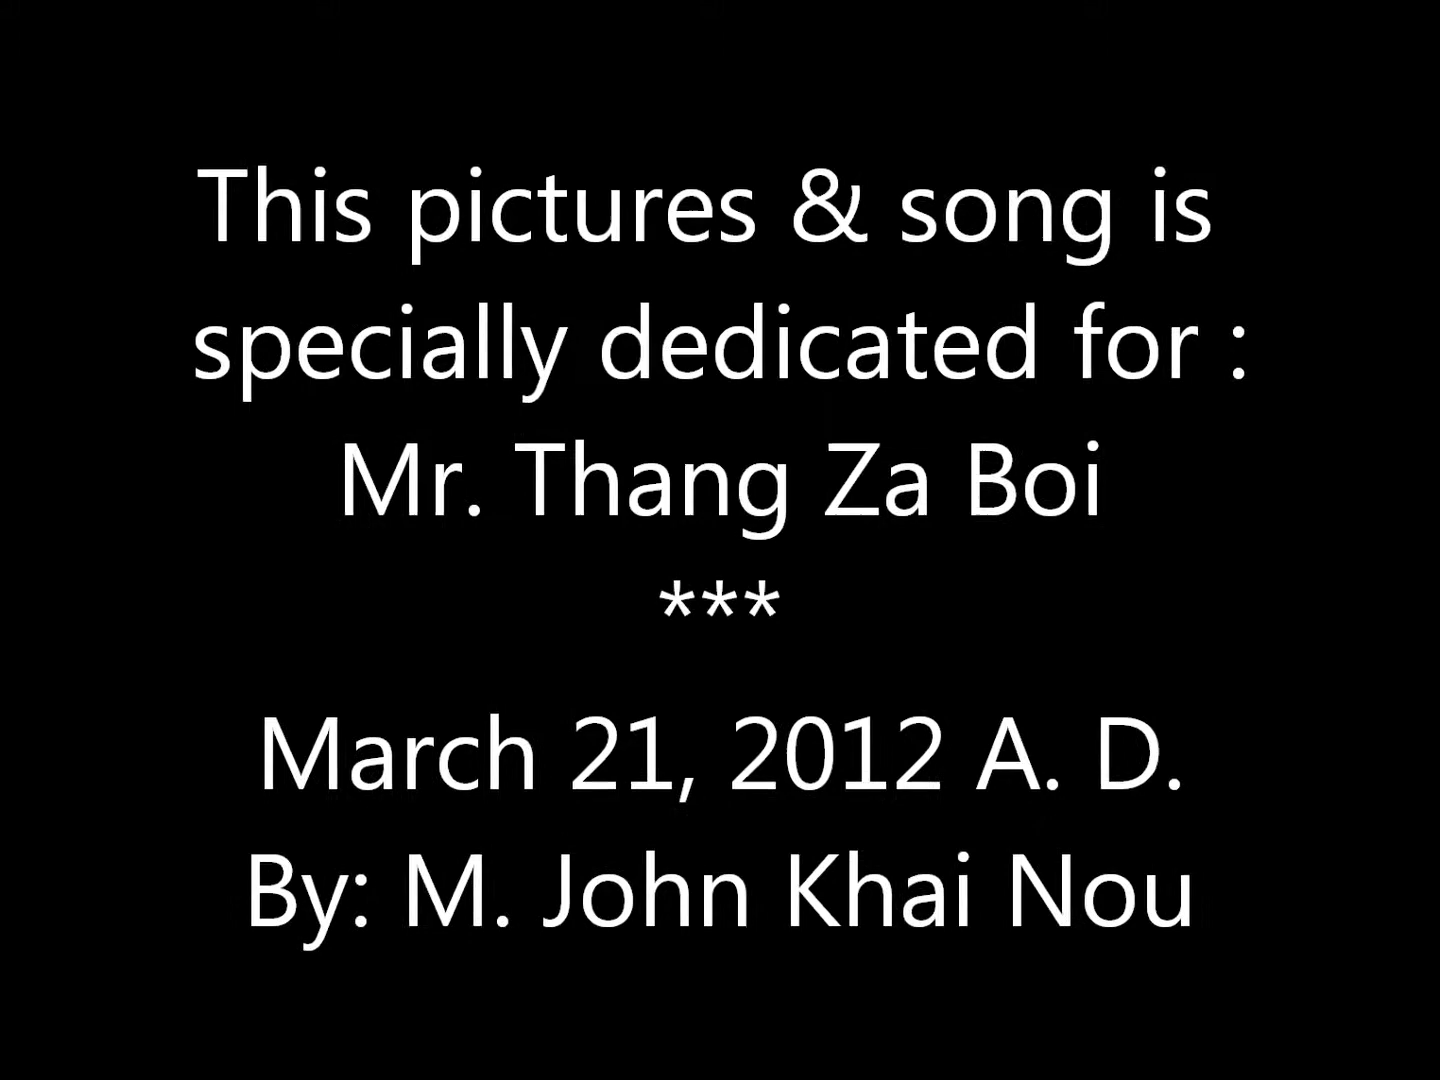 This pictures & song is
specially dedicated for :
Mr. Thang Za Boi
***
March 21, 2012 A. D.
By: M. John Khai Nou